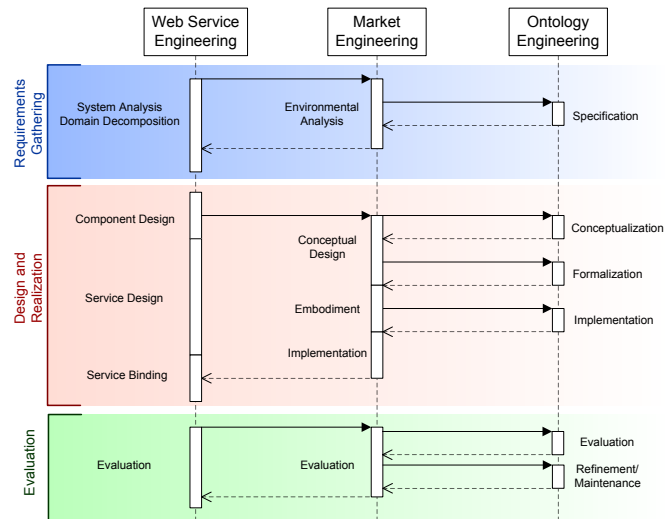 Web Service
Engineering
Market
Engineering
Ontology
Engineering
Requirements
Gathering
System Analysis
Domain Decomposition
Environmental
Analysis
Specification
Design and
Realization
Component Design
Conceptual
Design
Conceptualization
Formalization
Service Design
Embodiment
Implementation
Implementation
Service Binding
Evaluation
Evaluation
Evaluation
Evaluation
Refinement/
Maintenance